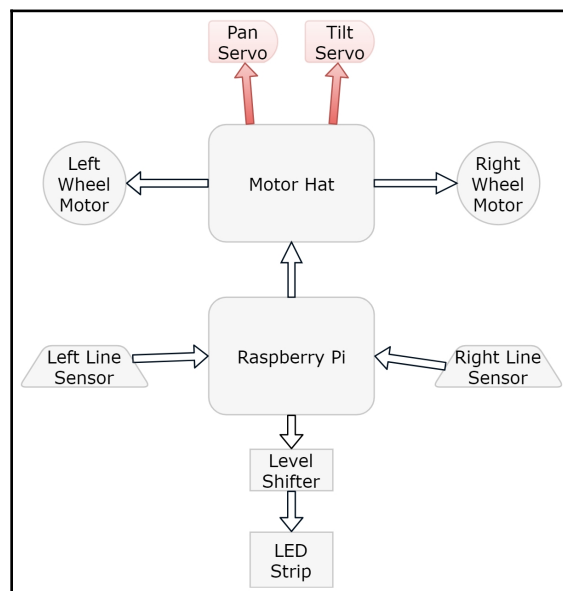 Pan
Servo
Tilt
Servo
Left
Wheel
Motor
Motor Hat
Right
Wheel
Motor
Left Line
Sensor
Raspberry Pi
Right Line
Sensor
Level
Shifter
LED
Strip